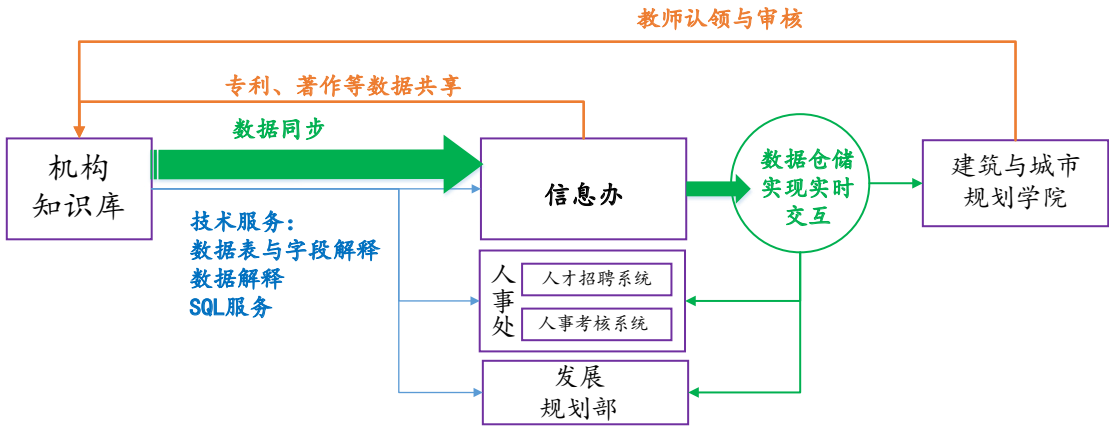 教师认领与审核
专利、著作等数据共享
数据同步
机构
知识库
信息办
数据仓储
实现实时
交互
建筑与城市
规划学院
技术服务：
数据表与字段解释
数据解释
SQL服务
人
事
处
人才招聘系统
人事考核系统
发展
规划部